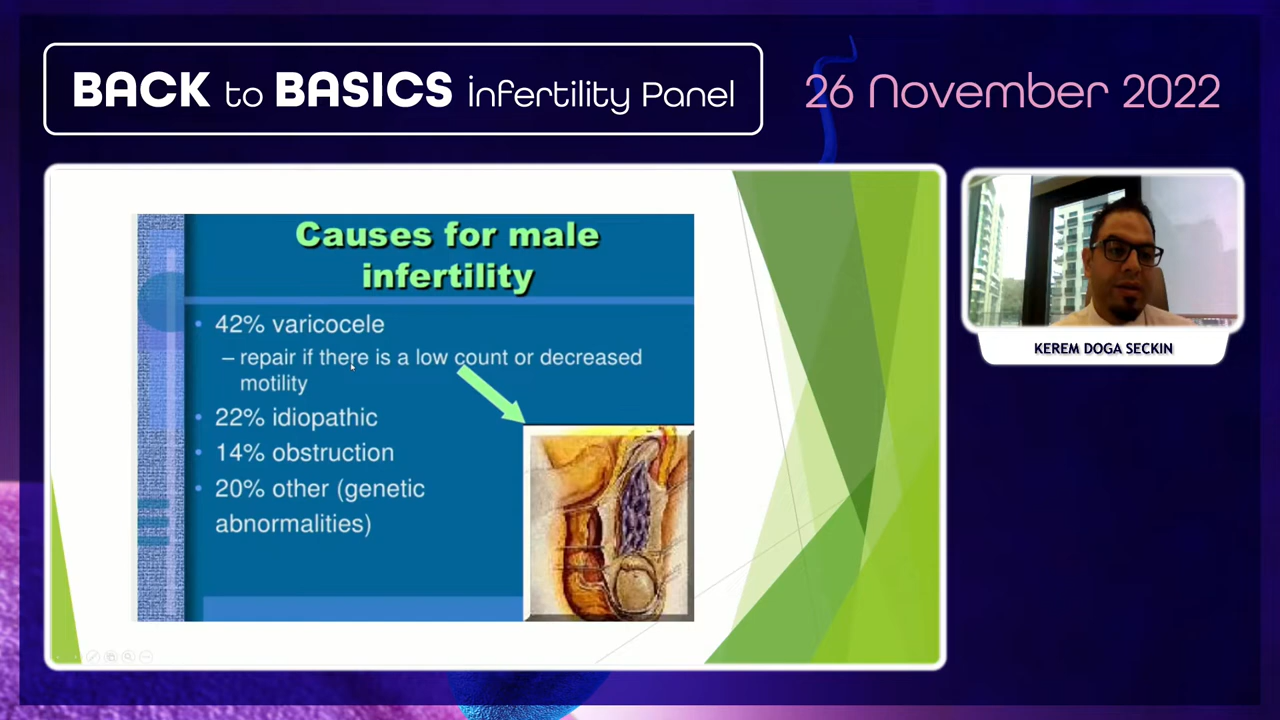 BACK to BASICS infertility Panel
26 November 2022
Causes for male
infertility
• 42% varicocele
– repair if there is a low count or decreased
motility
• 22% idiopathic
• 14% obstruction
• 20% other (genetic
abnormalities)
KEREM DOGA SECKIN